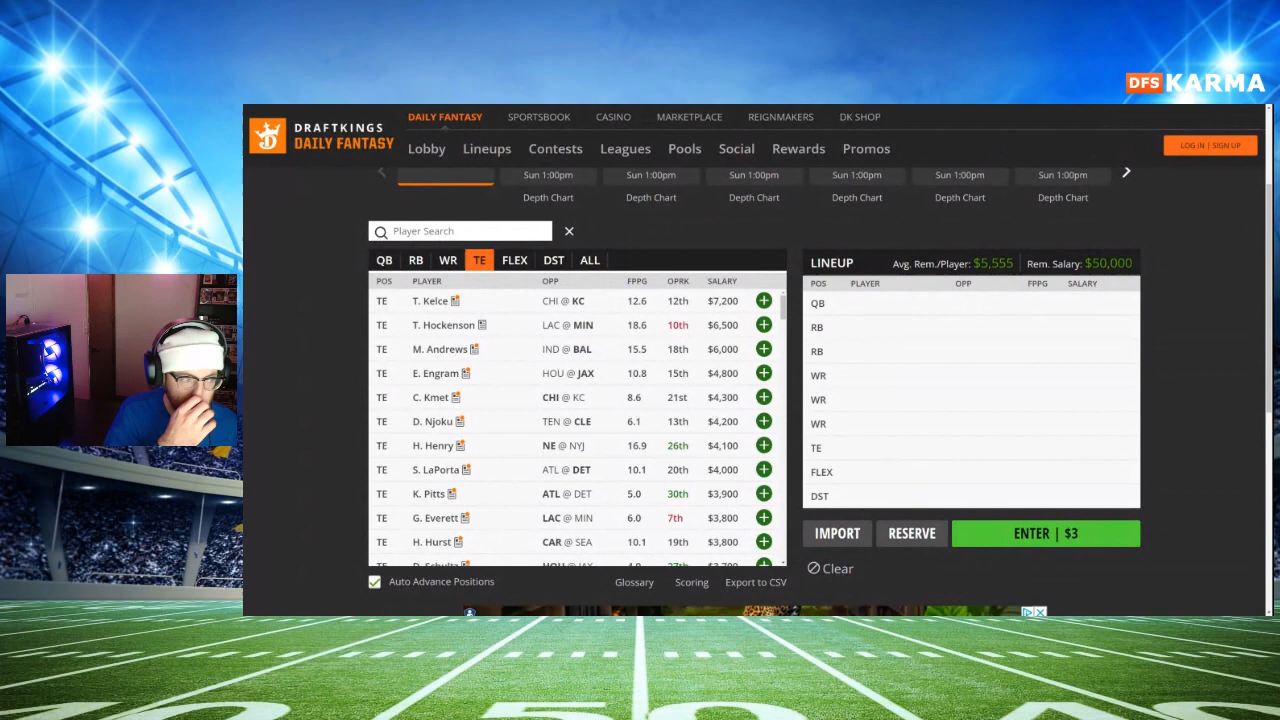 DFS KARMA
DRAFTKINGS
DAILY FANTASY
DAILY FANTASY SPORTSBOOK CASINO MARKETPLACE REIGNMAKERS DK SHOP
Lobby Lineups Contests Leagues Pools Social Rewards Promos
LOG IN | SIGN UP
Sun 1:00pm Sun 1:00pm Sun 1:00pm Sun 1:00pm Sun 1:00pm Sun 1:00pm
Depth Chart Depth Chart Depth Chart Depth Chart Depth Chart Depth Chart
Player Search
QB RB WR TE FLEX DST ALL
POS PLAYER OPP FPPG OPRK SALARY
TE T. Kelce CHI @ KC 12.6 12th $7,200
TE T. Hockenson LAC @ MIN 18.6 10th $6,500
TE M. Andrews IND @ BAL 15.5 18th $6,000
TE E. Engram HOU @ JAX 10.8 15th $4,800
TE C. Kmet CHI @ KC 8.6 21st $4,300
TE D. Njoku TEN @ CLE 6.1 13th $4,200
TE H. Henry NE @ NYJ 16.9 26th $4,100
TE S. LaPorta ATL @ DET 10.1 20th $4,000
TE K. Pitts ATL @ DET 5.0 30th $3,900
TE G. Everett LAC @ MIN 6.0 7th $3,800
TE H. Hurst CAR @ SEA 10.1 19th $3,800
Auto Advance Positions Glossary Scoring Export to CSV
LINEUP Avg. Rem./Player: $5,555 Rem. Salary: $50,000
POS PLAYER OPP FPPG SALARY
QB
RB
RB
WR
WR
WR
TE
FLEX
DST
IMPORT RESERVE ENTER | $3
Clear